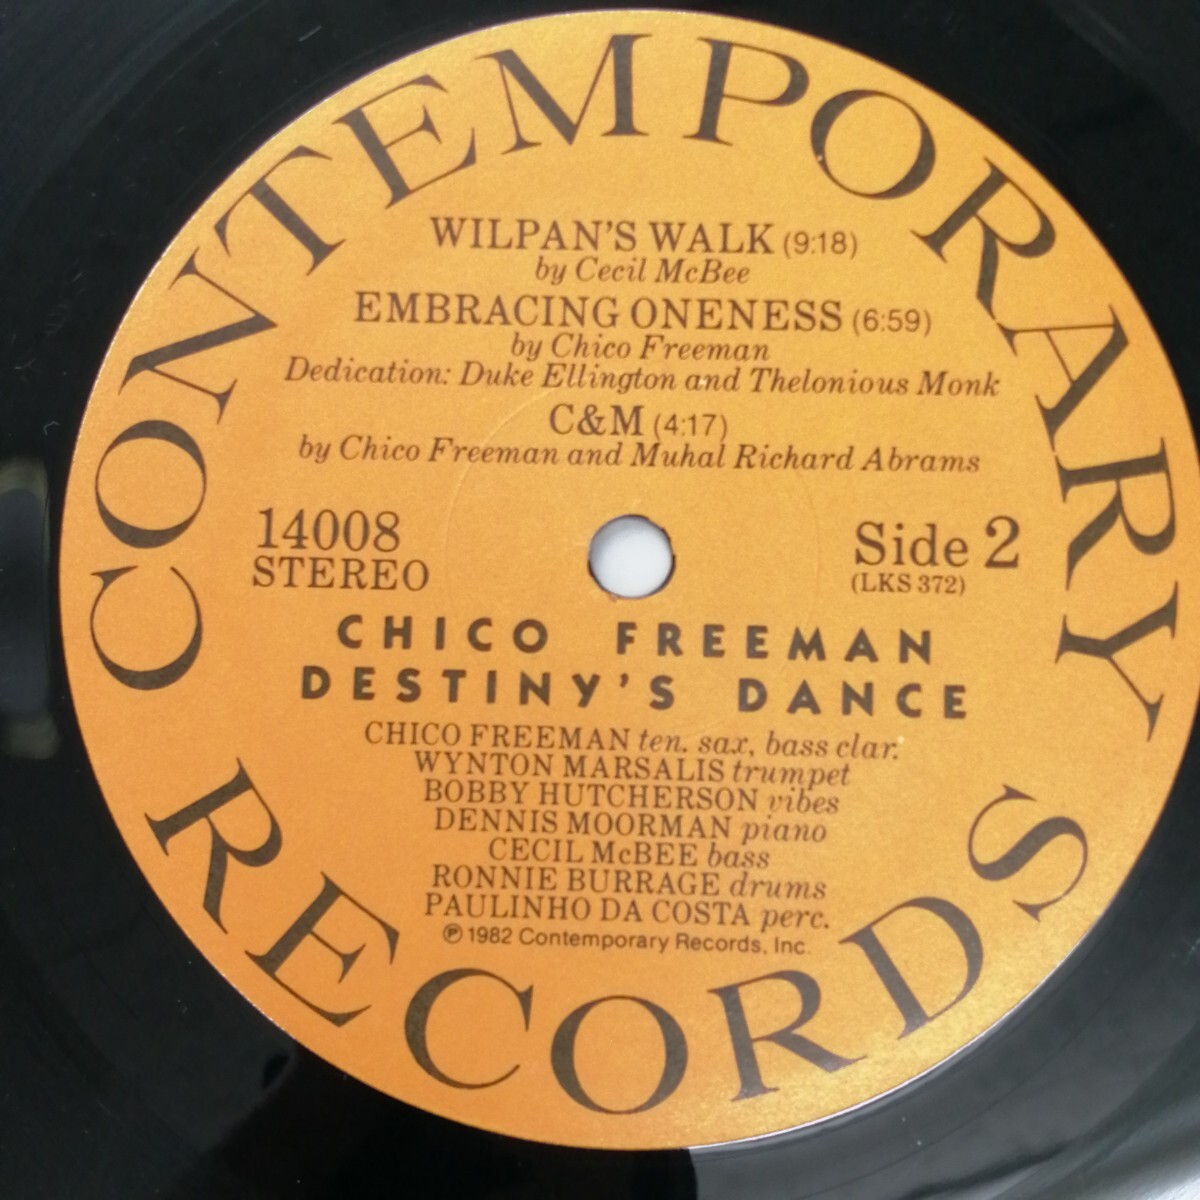 CONTEMPORARY
WILPAN'S WALK (9:18)
by Cecil McBee
EMBRACING ONENESS (6:59)
by Chico Freeman
Dedication: Duke Ellington and Thelonious Monk
C&M (4:17)
by Chico Freeman and Muhal Richard Abrams
14008
STEREO
Side 2
(LKS 372)
CHICO FREEMAN
DESTINY'S DANCE
CHICO FREEMAN ten. sax, bass clar.
WYNTON MARSALIS trumpet
BOBBY HUTCHERSON vibes
DENNIS MOORMAN piano
CECIL McBEE bass
RONNIE BURRAGE drums
PAULINHO DA COSTA perc.
℗ 1982 Contemporary Records, Inc.
RECORDS